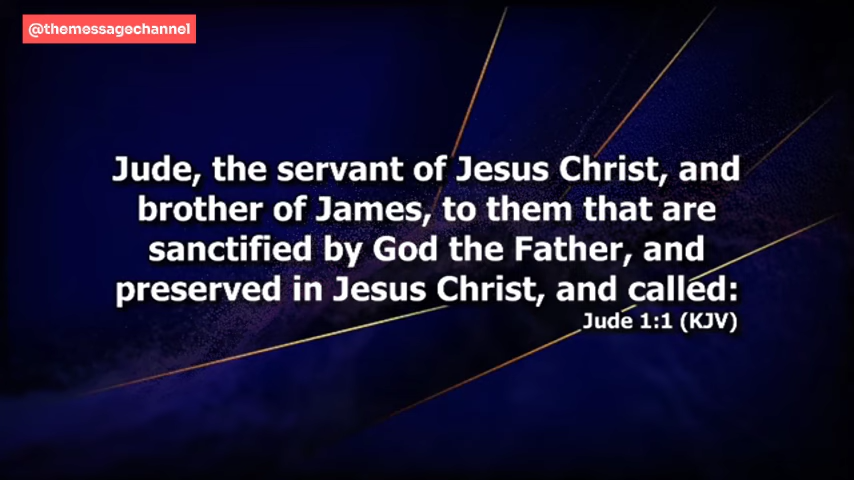 @themessagechannel
Jude, the servant of Jesus Christ, and
brother of James, to them that are
sanctified by God the Father, and
preserved in Jesus Christ, and called:
Jude 1:1 (KJV)